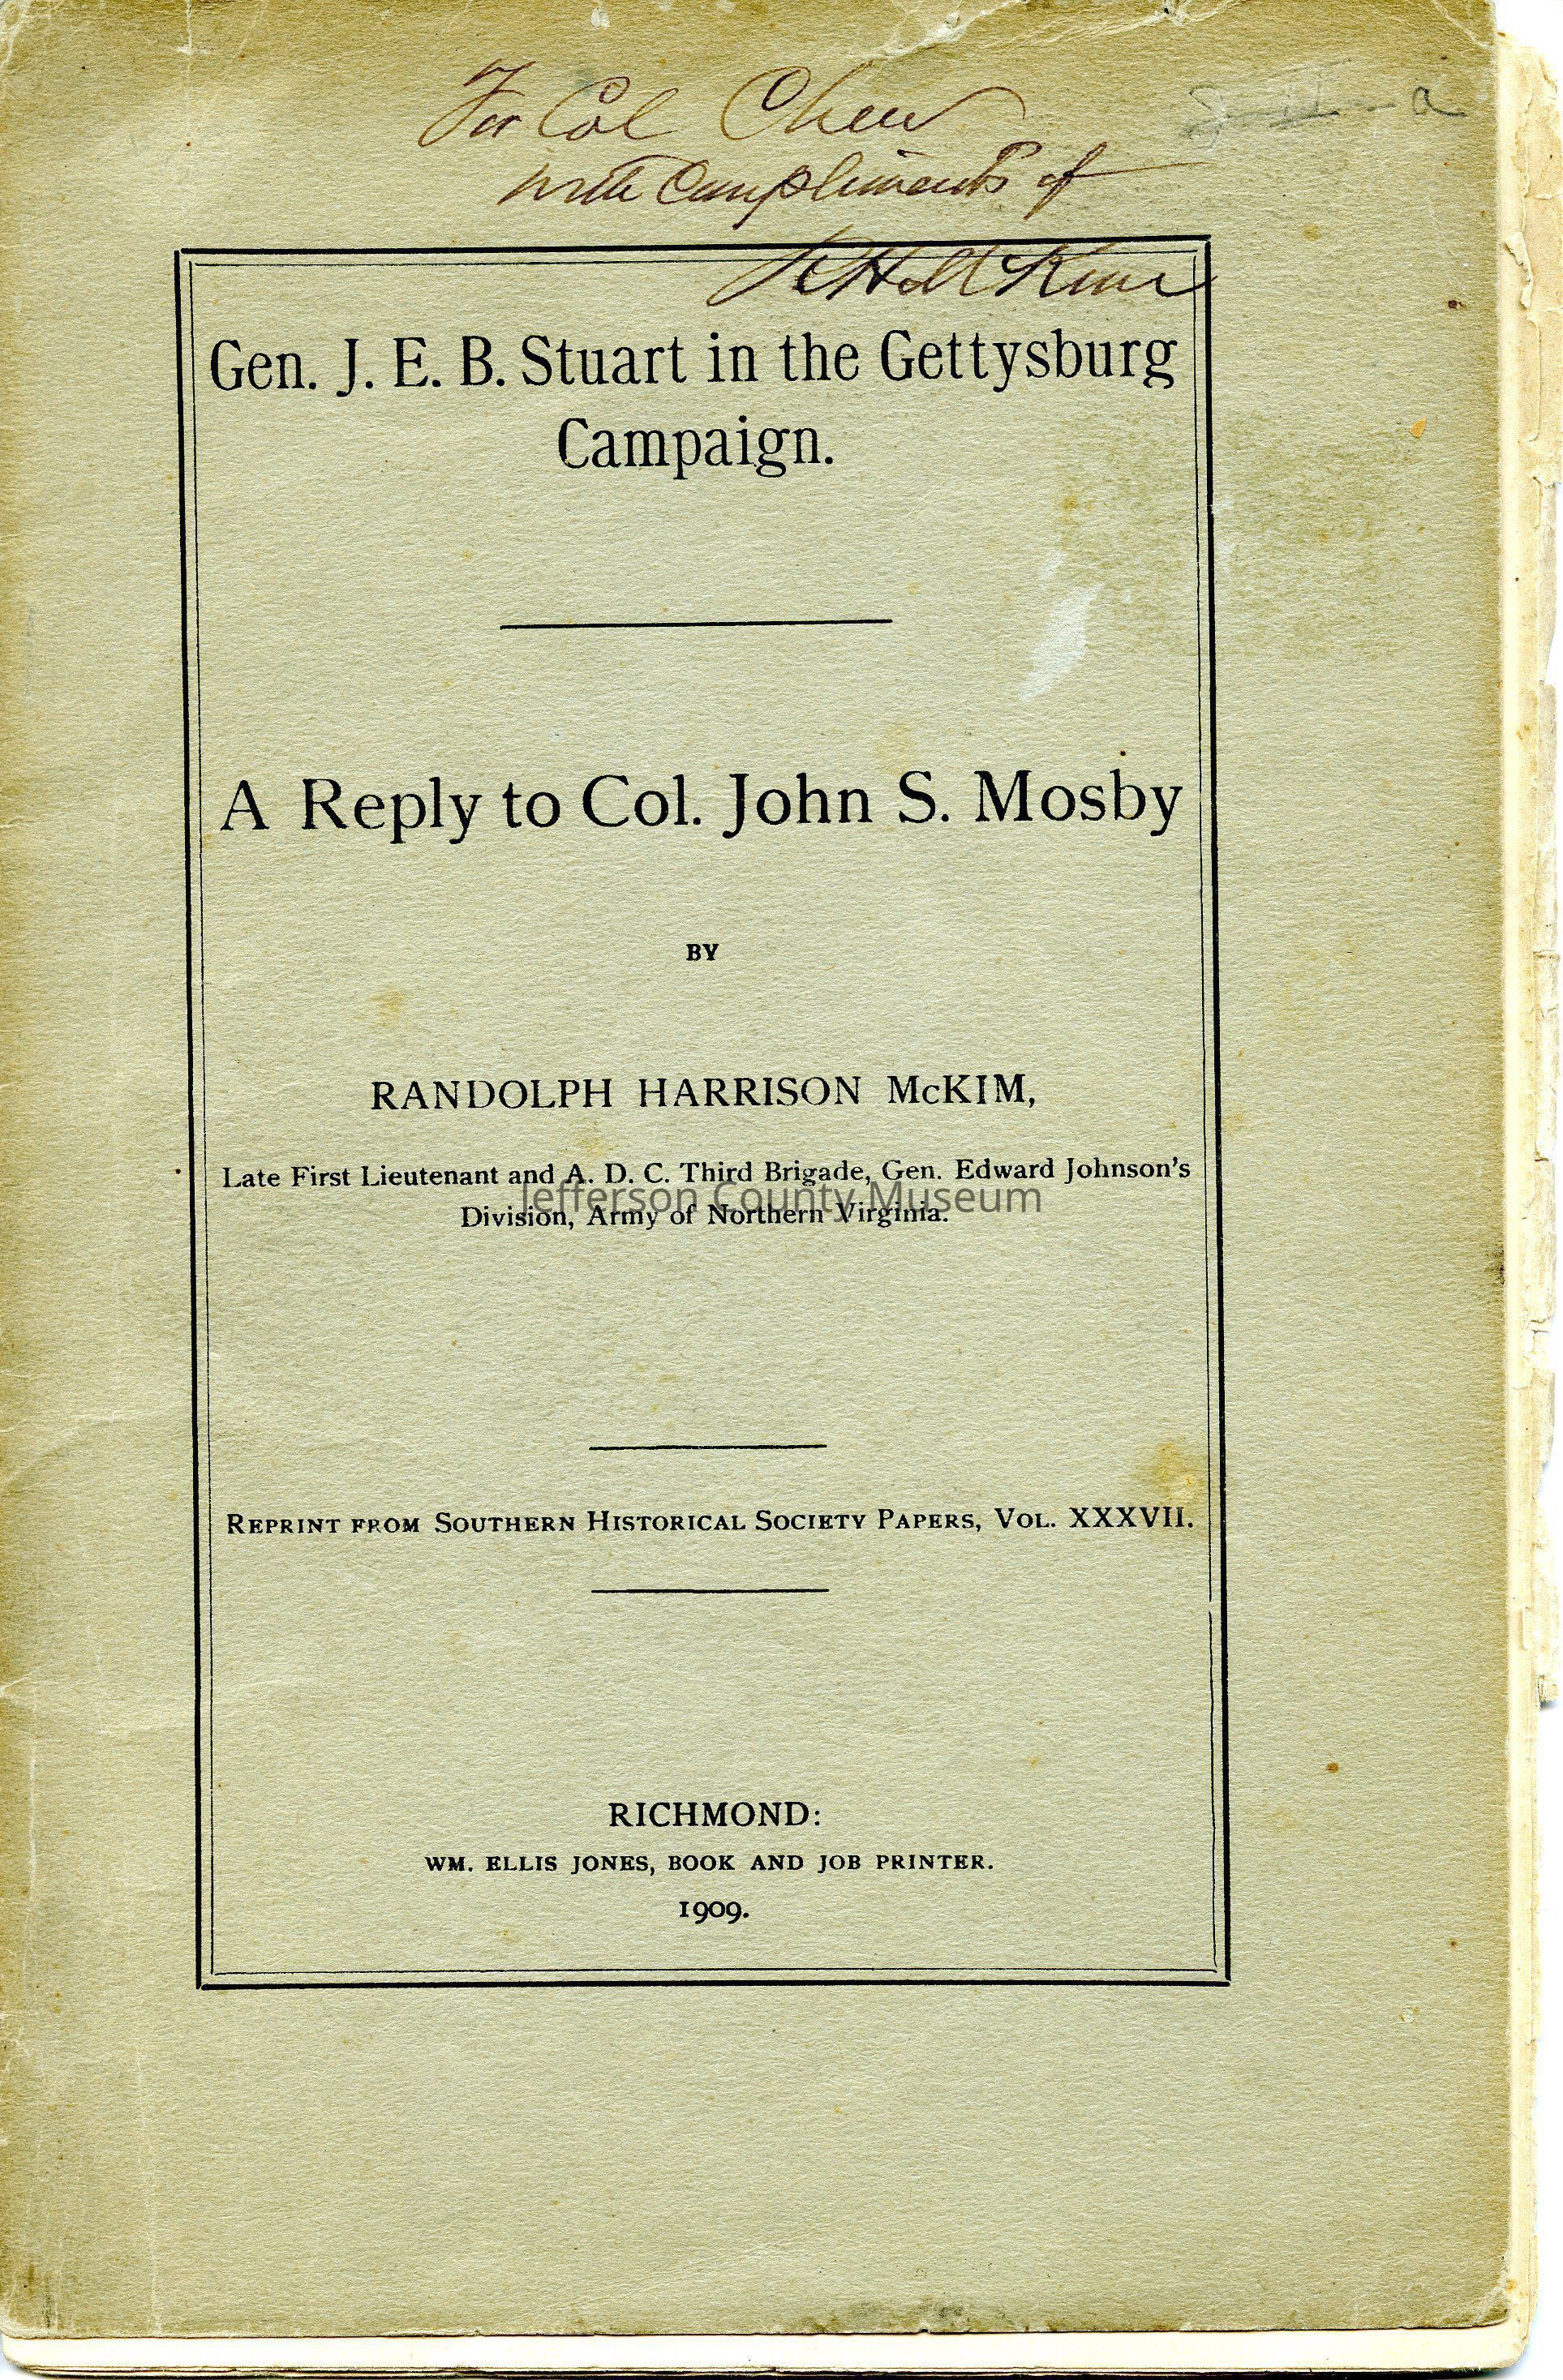 For Col Chew
with Compliments of
R H McKim
Gen. J. E. B. Stuart in the Gettysburg
Campaign.
A Reply to Col. John S. Mosby
BY
RANDOLPH HARRISON McKIM,
Late First Lieutenant and A. D. C. Third Brigade, Gen. Edward Johnson's
Jefferson County Museum
Division, Army of Northern Virginia.
REPRINT FROM SOUTHERN HISTORICAL SOCIETY PAPERS, VOL. XXXVII.
RICHMOND:
WM. ELLIS JONES, BOOK AND JOB PRINTER.
1909.